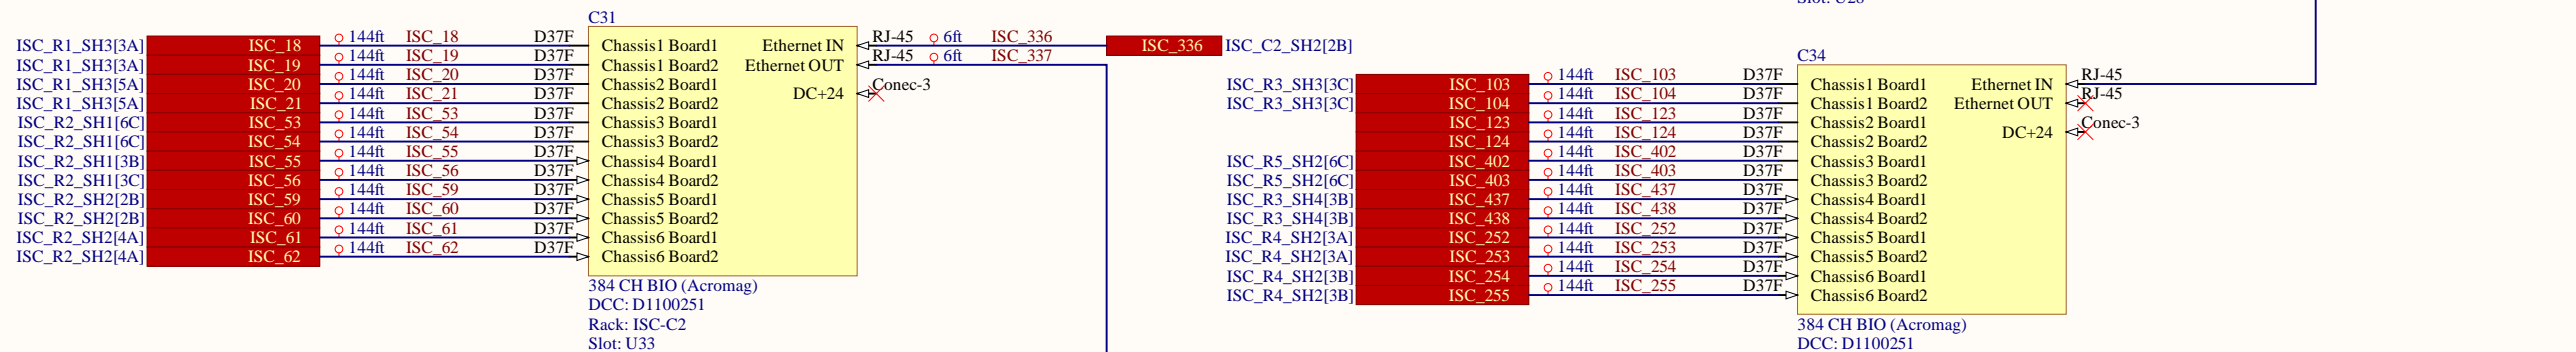 C31
ISC_R1_SH3[3A] ISC_18 144ft ISC_18 D37F Chassis1 Board1 Ethernet IN RJ-45 6ft ISC_336 ISC_336 ISC_C2_SH2[2B]
ISC_R1_SH3[3A] ISC_19 144ft ISC_19 D37F Chassis1 Board2 Ethernet OUT RJ-45 6ft ISC_337
ISC_R1_SH3[5A] ISC_20 144ft ISC_20 D37F Chassis2 Board1
ISC_R1_SH3[5A] ISC_21 144ft ISC_21 D37F Chassis2 Board2 DC+24 Conec-3
ISC_R2_SH1[6C] ISC_53 144ft ISC_53 D37F Chassis3 Board1
ISC_R2_SH1[6C] ISC_54 144ft ISC_54 D37F Chassis3 Board2
ISC_R2_SH1[3B] ISC_55 144ft ISC_55 D37F Chassis4 Board1
ISC_R2_SH1[3C] ISC_56 144ft ISC_56 D37F Chassis4 Board2
ISC_R2_SH2[2B] ISC_59 144ft ISC_59 D37F Chassis5 Board1
ISC_R2_SH2[2B] ISC_60 144ft ISC_60 D37F Chassis5 Board2
ISC_R2_SH2[4A] ISC_61 144ft ISC_61 D37F Chassis6 Board1
ISC_R2_SH2[4A] ISC_62 144ft ISC_62 D37F Chassis6 Board2
384 CH BIO (Acromag)
DCC: D1100251
Rack: ISC-C2
Slot: U33
C34
ISC_R3_SH3[3C] ISC_103 144ft ISC_103 D37F Chassis1 Board1 Ethernet IN RJ-45
ISC_R3_SH3[3C] ISC_104 144ft ISC_104 D37F Chassis1 Board2 Ethernet OUT RJ-45
ISC_123 144ft ISC_123 D37F Chassis2 Board1
ISC_124 144ft ISC_124 D37F Chassis2 Board2 DC+24 Conec-3
ISC_R5_SH2[6C] ISC_402 144ft ISC_402 D37F Chassis3 Board1
ISC_R5_SH2[6C] ISC_403 144ft ISC_403 D37F Chassis3 Board2
ISC_R3_SH4[3B] ISC_437 144ft ISC_437 D37F Chassis4 Board1
ISC_R3_SH4[3B] ISC_438 144ft ISC_438 D37F Chassis4 Board2
ISC_R4_SH2[3A] ISC_252 144ft ISC_252 D37F Chassis5 Board1
ISC_R4_SH2[3A] ISC_253 144ft ISC_253 D37F Chassis5 Board2
ISC_R4_SH2[3B] ISC_254 144ft ISC_254 D37F Chassis6 Board1
ISC_R4_SH2[3B] ISC_255 144ft ISC_255 D37F Chassis6 Board2
384 CH BIO (Acromag)
DCC: D1100251